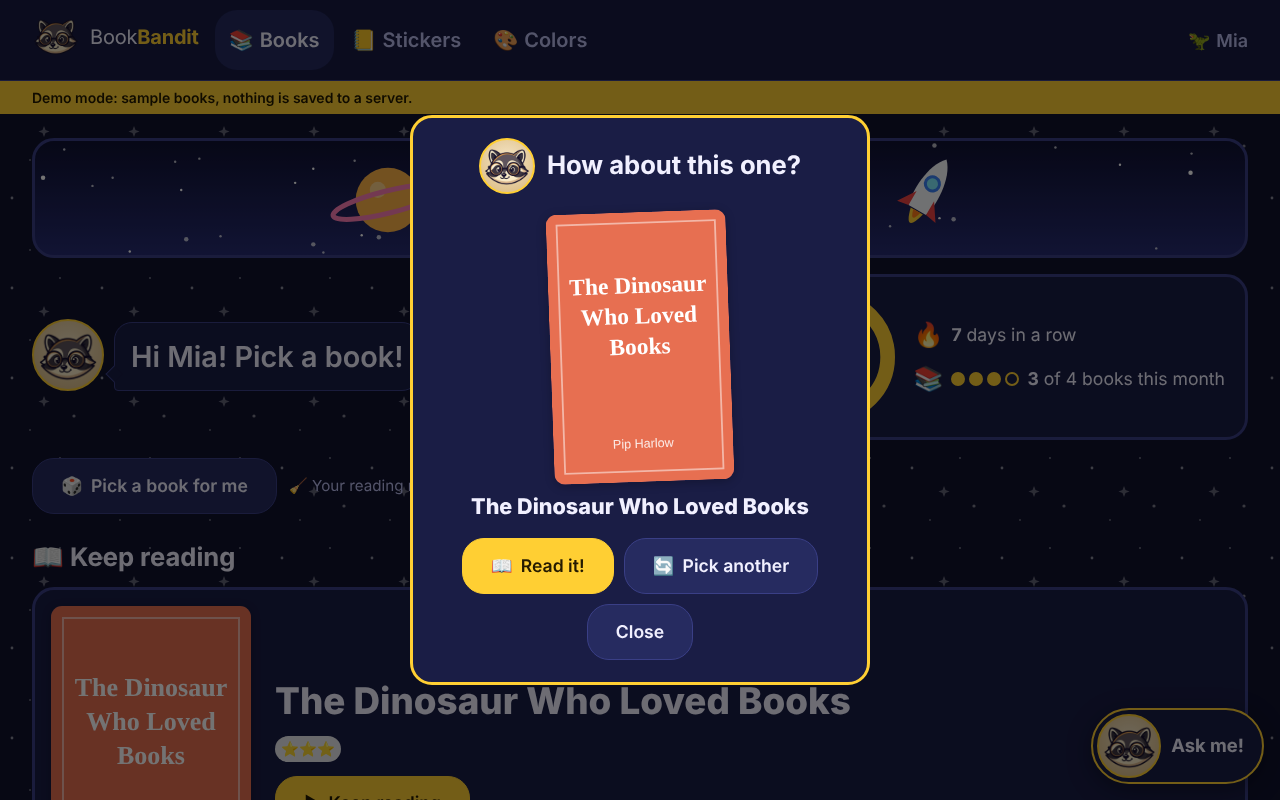 BookBandit
📚 Books
📒 Stickers
🎨 Colors
🦖 Mia
Demo mode: sample books, nothing is saved to a server.
How about this one?
The Dinosaur
Who Loved
Books
Pip Harlow
The Dinosaur Who Loved Books
📖 Read it!
🔄 Pick another
Close
Hi Mia! Pick a book!
🔥 7 days in a row
📚 3 of 4 books this month
🎲 Pick a book for me
Your reading
📖 Keep reading
The Dinosaur
Who Loved
Books
The Dinosaur Who Loved Books
⭐⭐⭐
▶ Keep reading
Ask me!